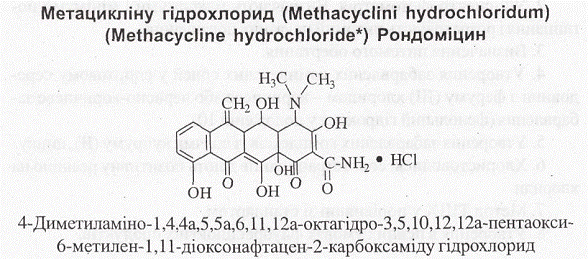 Метацикліну гідрохлорид (Methacyclini hydrochloridum)
(Methacycline hydrochloride*) Рондоміцин
H₃C CH₃
CH₂ OH N
OH
OH
C–NH₂ • HCl
OH O OH O O
4-Диметиламіно-1,4,4а,5,5а,6,11,12а-октагідро-3,5,10,12,12а-пентаокси-
6-метилен-1,11-діоксонафтацен-2-карбоксаміду гідрохлорид